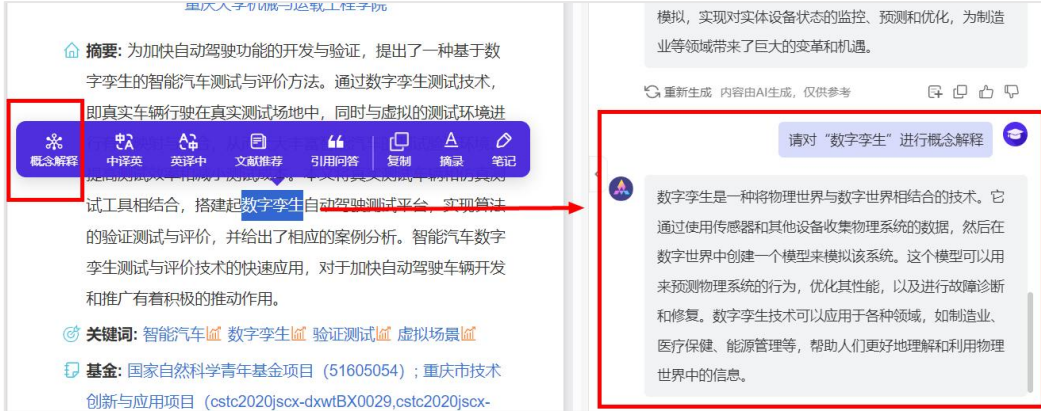 重庆大学机械与运载工程学院
摘要: 为加快自动驾驶功能的开发与验证，提出了一种基于数
字孪生的智能汽车测试与评价方法。通过数字孪生测试技术，
即真实车辆行驶在真实测试场地中，同时与虚拟的测试环境进
概念解释 中译英 英译中 文献推荐 引用问答 复制 摘录 笔记
试工具相结合，搭建起数字孪生自动驾驶测试平台，实现算法
的验证测试与评价，并给出了相应的案例分析。智能汽车数字
孪生测试与评价技术的快速应用，对于加快自动驾驶车辆开发
和推广有着积极的推动作用。
关键词: 智能汽车 数字孪生 验证测试 虚拟场景
基金: 国家自然科学青年基金项目（51605054）; 重庆市技术
创新与应用项目（cstc2020jscx-dxwtBX0029,cstc2020jscx-
模拟，实现对实体设备状态的监控、预测和优化，为制造
业等领域带来了巨大的变革和机遇。
重新生成 内容由AI生成，仅供参考
请对“数字孪生”进行概念解释
数字孪生是一种将物理世界与数字世界相结合的技术。它
通过使用传感器和其他设备收集物理系统的数据，然后在
数字世界中创建一个模型来模拟该系统。这个模型可以用
来预测物理系统的行为，优化其性能，以及进行故障诊断
和修复。数字孪生技术可以应用于各种领域，如制造业、
医疗保健、能源管理等，帮助人们更好地理解和利用物理
世界中的信息。